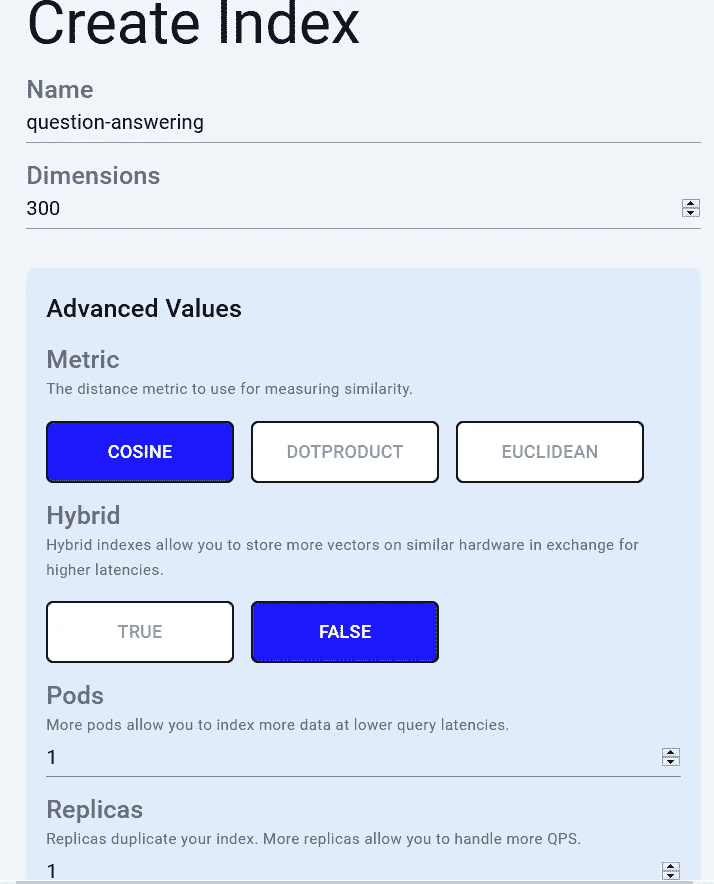 Create Index
Name
question-answering
Dimensions
300
Advanced Values
Metric
The distance metric to use for measuring similarity.
COSINE DOTPRODUCT EUCLIDEAN
Hybrid
Hybrid indexes allow you to store more vectors on similar hardware in exchange for
higher latencies.
TRUE FALSE
Pods
More pods allow you to index more data at lower query latencies.
1
Replicas
Replicas duplicate your index. More replicas allow you to handle more QPS.
1